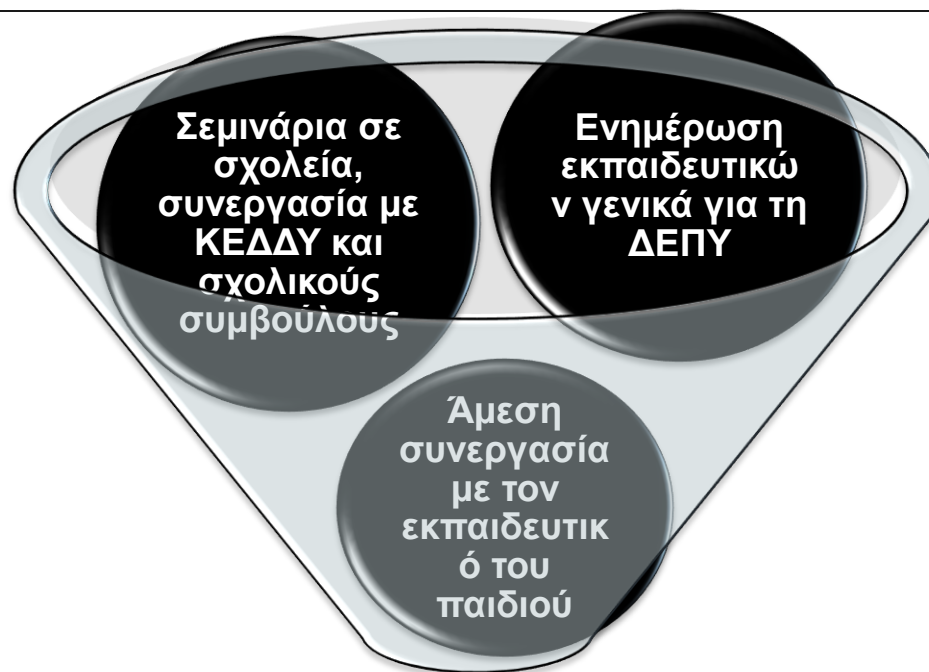 Σεμινάρια σε
σχολεία,
συνεργασία με
ΚΕΔΔΥ και
σχολικούς
συμβούλους
Ενημέρωση
εκπαιδευτικώ
ν γενικά για τη
ΔΕΠΥ
Άμεση
συνεργασία
με τον
εκπαιδευτικ
ό του
παιδιού